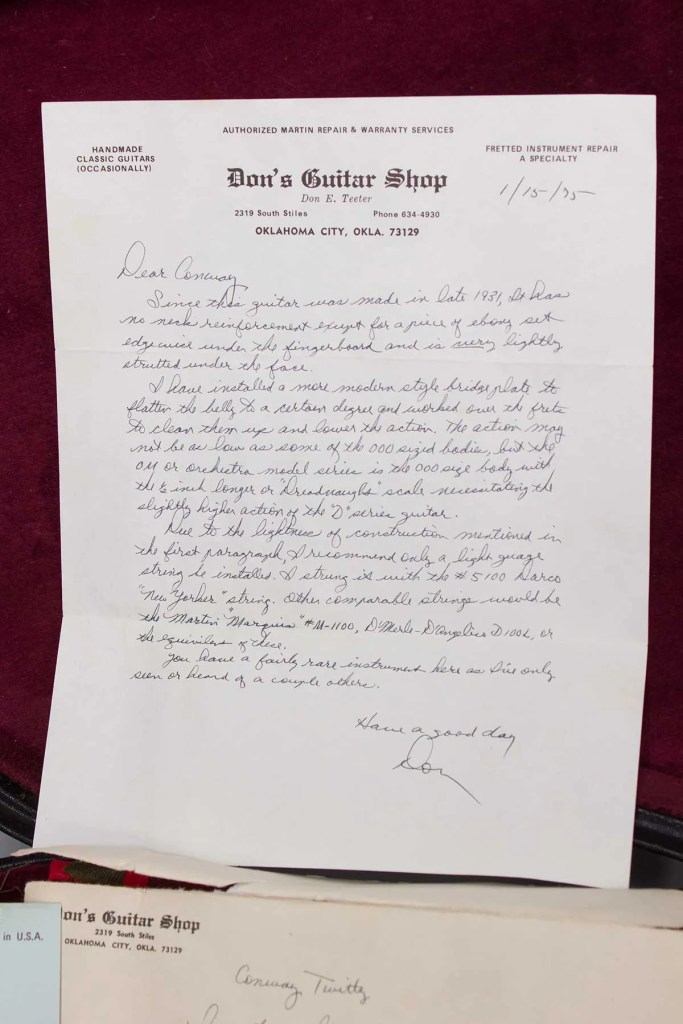 AUTHORIZED MARTIN REPAIR & WARRANTY SERVICES
HANDMADE
CLASSIC GUITARS
(OCCASIONALLY)
FRETTED INSTRUMENT REPAIR
A SPECIALTY
Don's Guitar Shop
Don E. Teeter
2319 South Stiles Phone 634-4930
OKLAHOMA CITY, OKLA. 73129
1/15/75
Dear Conway
Since this guitar was made in late 1931, It has
no neck reinforcement except for a piece of ebony set
edgewise under the fingerboard and is very lightly
strutted under the face.
I have installed a more modern style bridge plate to
flatten the belly to a certain degree and worked over the frets
to clean them up and lower the action. The action may
not be as low as some of the 000 sized bodies, but the
OM or orchestra model series is the 000 size body with
the ½ inch longer or "Dreadnaught" scale necessitating the
slightly higher action of the "D" series guitar.
Due to the lightness of construction mentioned in
the first paragraph, I recommend only a light guage
string be installed. I strung it with the #5100 Darco
"New Yorker" string. Other comparable strings would be
the Martin "Marquis" #M-1100, D'Merle-D'Angelico D100L, or
the equivilent of these.
You have a fairly rare instrument here as I've only
seen or heard of a couple others.
Have a good day
Don
in U.S.A.
Don's Guitar Shop
2319 South Stiles
OKLAHOMA CITY, OKLA. 73129
Conway Twitty